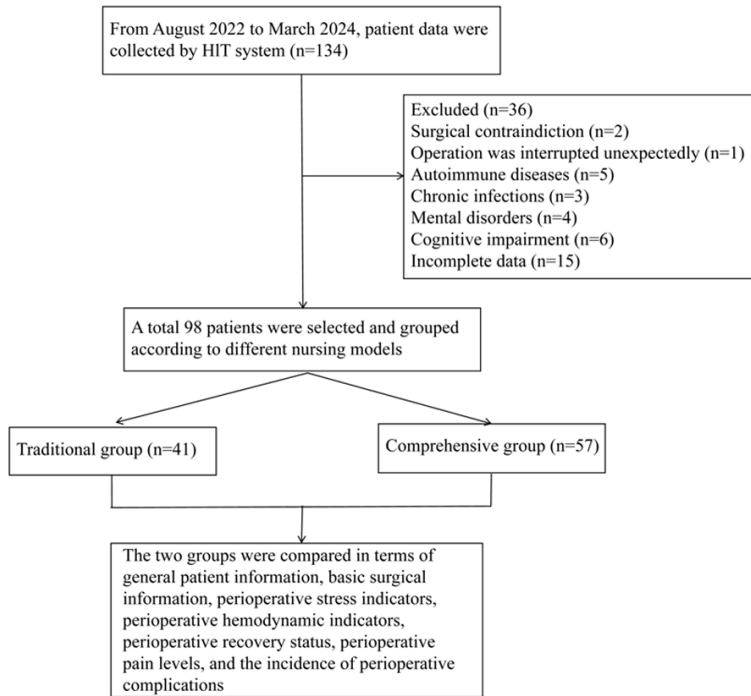 From August 2022 to March 2024, patient data were
collected by HIT system (n=134)
Excluded (n=36)
Surgical contraindiction (n=2)
Operation was interrupted unexpectedly (n=1)
Autoimmune diseases (n=5)
Chronic infections (n=3)
Mental disorders (n=4)
Cognitive impairment (n=6)
Incomplete data (n=15)
A total 98 patients were selected and grouped
according to different nursing models
Traditional group (n=41)
Comprehensive group (n=57)
The two groups were compared in terms of
general patient information, basic surgical
information, perioperative stress indicators,
perioperative hemodynamic indicators,
perioperative recovery status, perioperative
pain levels, and the incidence of perioperative
complications